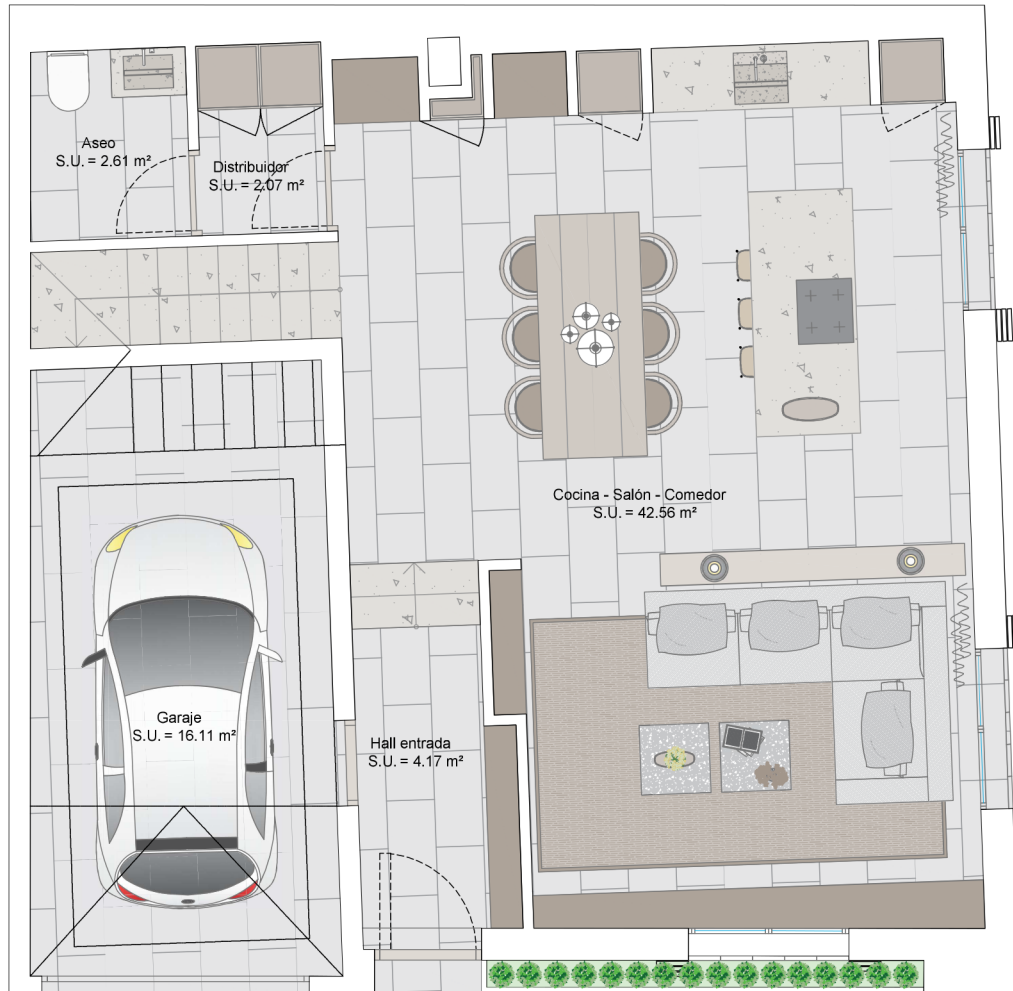 Aseo
S.U. = 2.61 m²
Distribuidor
S.U. = 2.07 m²
Cocina - Salón - Comedor
S.U. = 42.56 m²
Garaje
S.U. = 16.11 m²
Hall entrada
S.U. = 4.17 m²